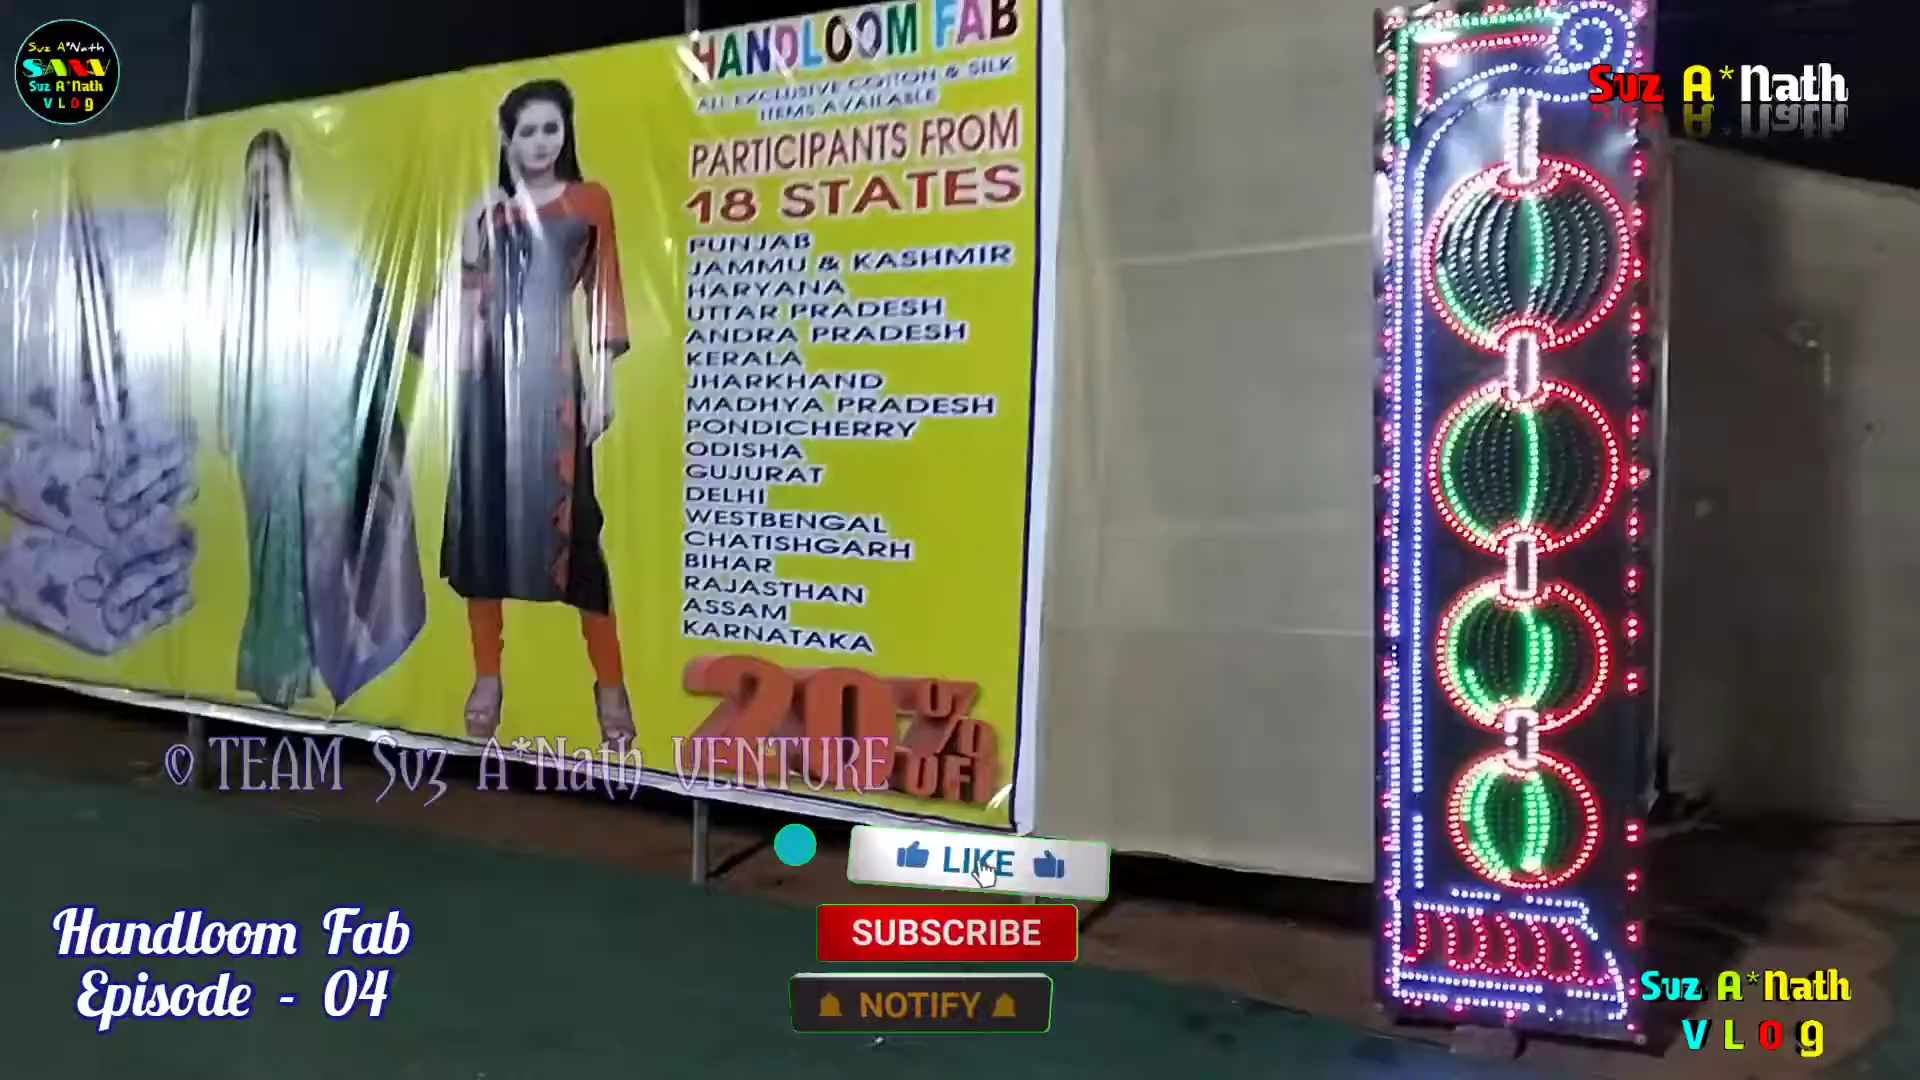 Suz A*Nath
SANV
Suz A*Nath
VLog
HANDLOOM FAB
ALL EXCLUSIVE COTTON & SILK
ITEMS AVAILABLE
PARTICIPANTS FROM
18 STATES
PUNJAB
JAMMU & KASHMIR
HARYANA
UTTAR PRADESH
ANDRA PRADESH
KERALA
JHARKHAND
MADHYA PRADESH
PONDICHERRY
ODISHA
GUJURAT
DELHI
WESTBENGAL
CHATISHGARH
BIHAR
RAJASTHAN
ASSAM
KARNATAKA
20%
OFF
Suz A*Nath
© TEAM Suz A*Nath VENTURE
LIKE
SUBSCRIBE
NOTIFY
Handloom Fab
Episode - 04
Suz A*Nath
VLog